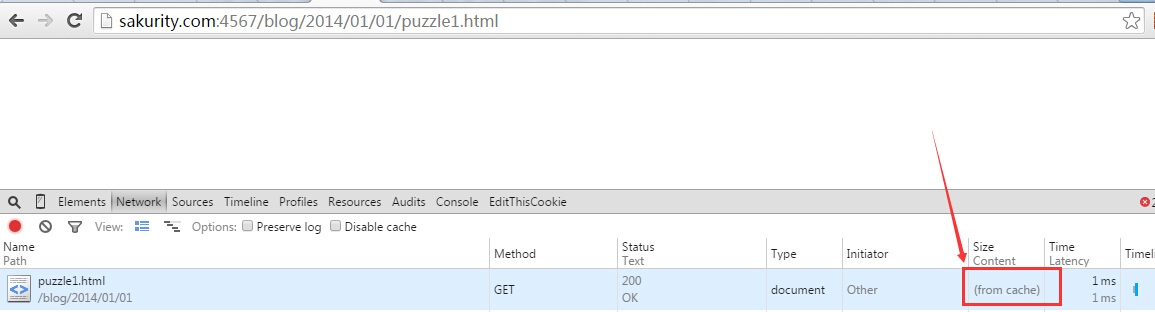 sakurity.com:4567/blog/2014/01/01/puzzle1.html
Elements Network Sources Timeline Profiles Resources Audits Console EditThisCookie 2
View: Options: Preserve log Disable cache
Name Method Status Type Initiator Size Time Timeli
Path Text Content Latency
puzzle1.html GET 200 document Other (from cache) 1 ms
/blog/2014/01/01 OK 1 ms